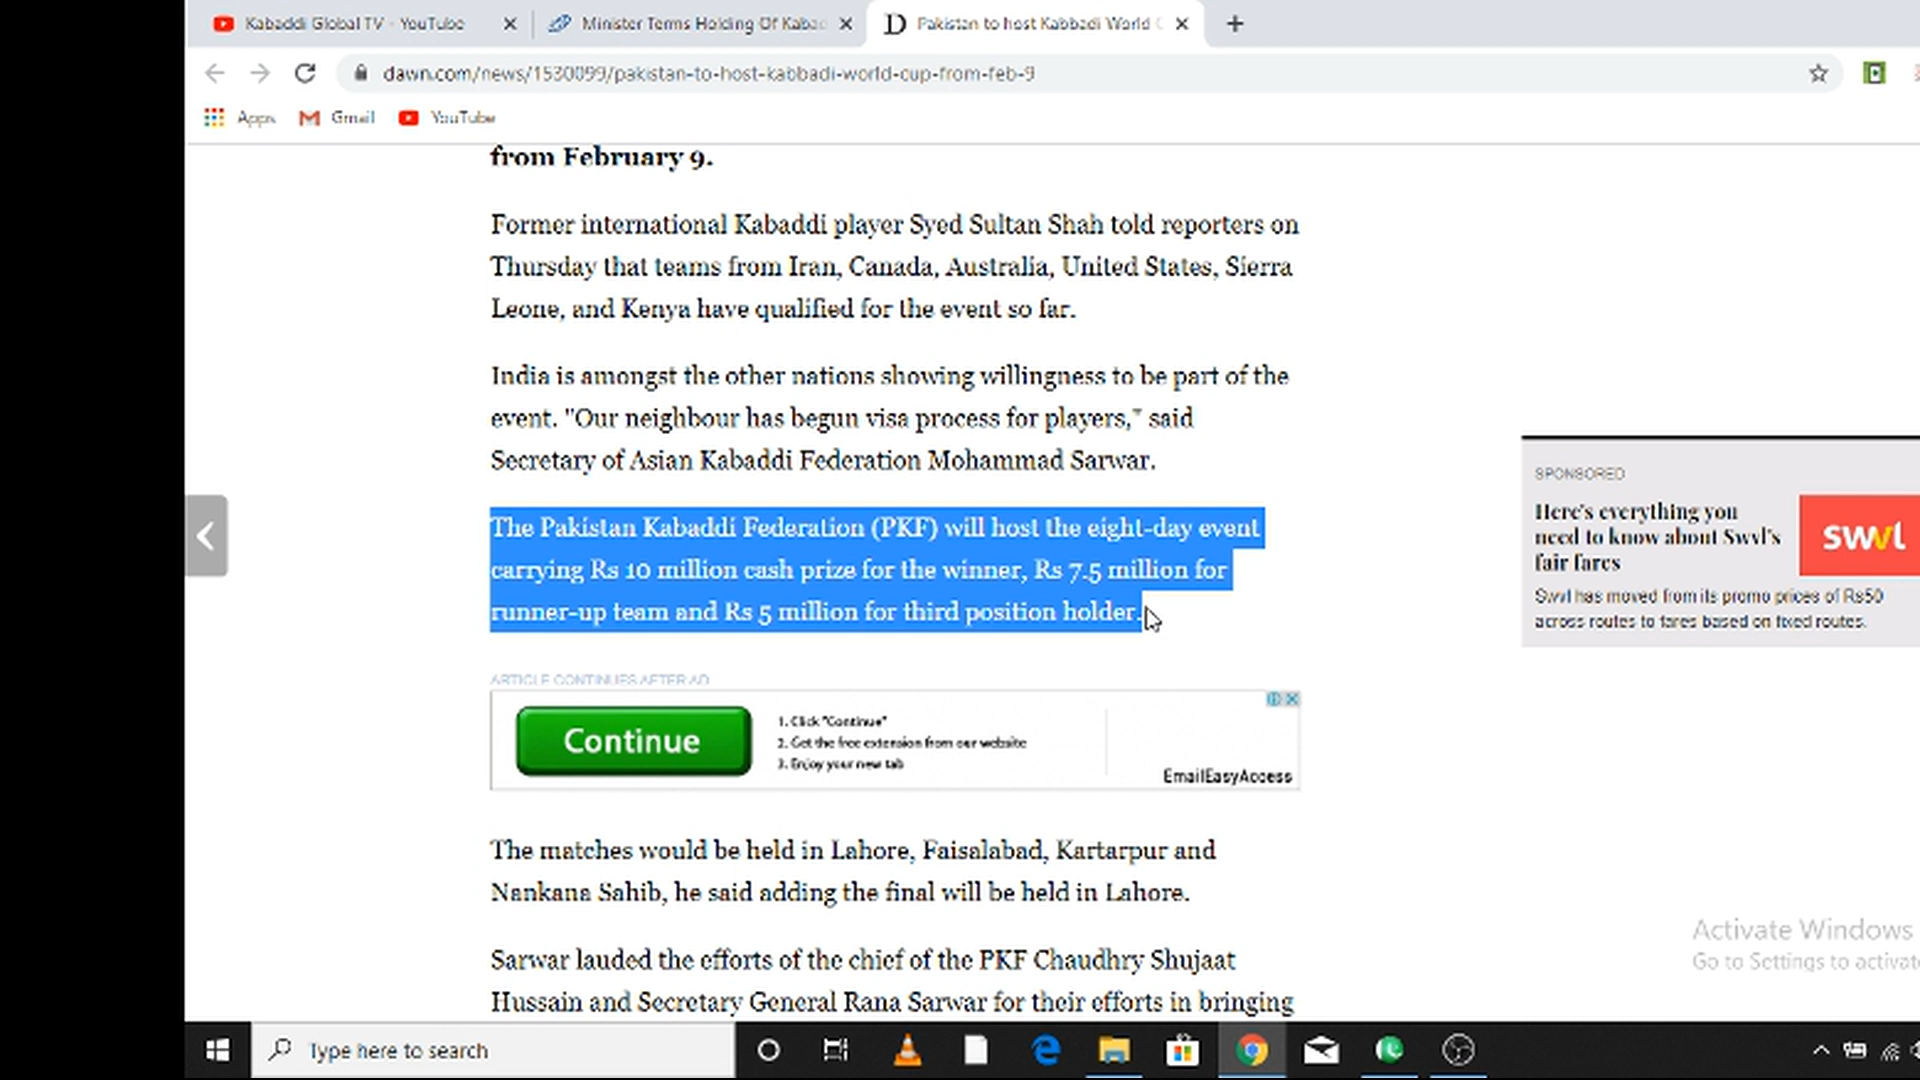 Kabaddi Global TV - YouTube
Minister Terms Holding Of Kabad
Pakistan to host Kabbadi World C
dawn.com/news/1530099/pakistan-to-host-kabbadi-world-cup-from-feb-9
Apps
Gmail
YouTube
from February 9.
Former international Kabaddi player Syed Sultan Shah told reporters on
Thursday that teams from Iran, Canada, Australia, United States, Sierra
Leone, and Kenya have qualified for the event so far.
India is amongst the other nations showing willingness to be part of the
event. "Our neighbour has begun visa process for players," said
Secretary of Asian Kabaddi Federation Mohammad Sarwar.
The Pakistan Kabaddi Federation (PKF) will host the eight-day event
carrying Rs 10 million cash prize for the winner, Rs 7.5 million for
runner-up team and Rs 5 million for third position holder.
SPONSORED
Here's everything you
need to know about Swvl's
fair fares
swvl
Swvl has moved from its promo prices of Rs50
across routes to fares based on fixed routes.
ARTICLE CONTINUES AFTER AD
Continue
1. Click "Continue"
2. Get the free extension from our website
3. Enjoy your new tab
EmailEasyAccess
The matches would be held in Lahore, Faisalabad, Kartarpur and
Nankana Sahib, he said adding the final will be held in Lahore.
Sarwar lauded the efforts of the chief of the PKF Chaudhry Shujaat
Hussain and Secretary General Rana Sarwar for their efforts in bringing
Activate Windows
Go to Settings to activate
Type here to search